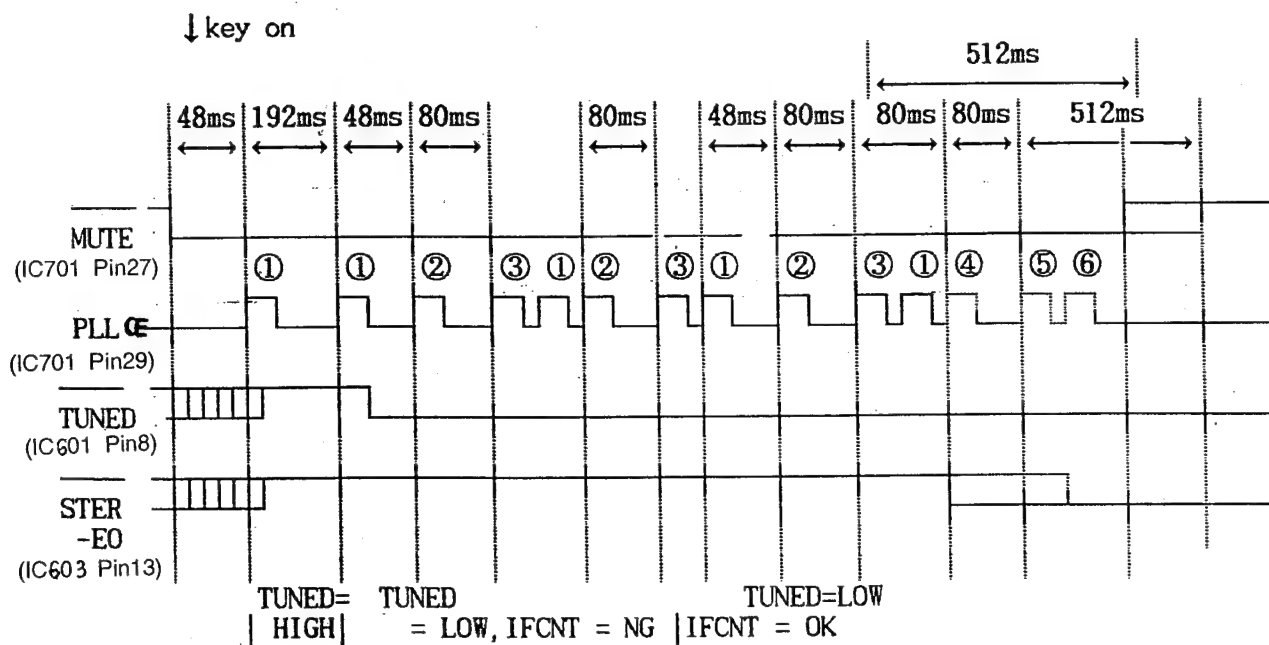 ↓key on
512ms
48ms 192ms 48ms 80ms 80ms 48ms 80ms 80ms 80ms 512ms
MUTE
(IC701 Pin27)
① ① ② ③ ① ② ③ ① ② ③ ① ④ ⑤ ⑥
PLL CE
(IC701 Pin29)
TUNED
(IC601 Pin8)
STER
-EO
(IC603 Pin13)
TUNED= TUNED TUNED=LOW
HIGH = LOW, IFCNT = NG IFCNT = OK